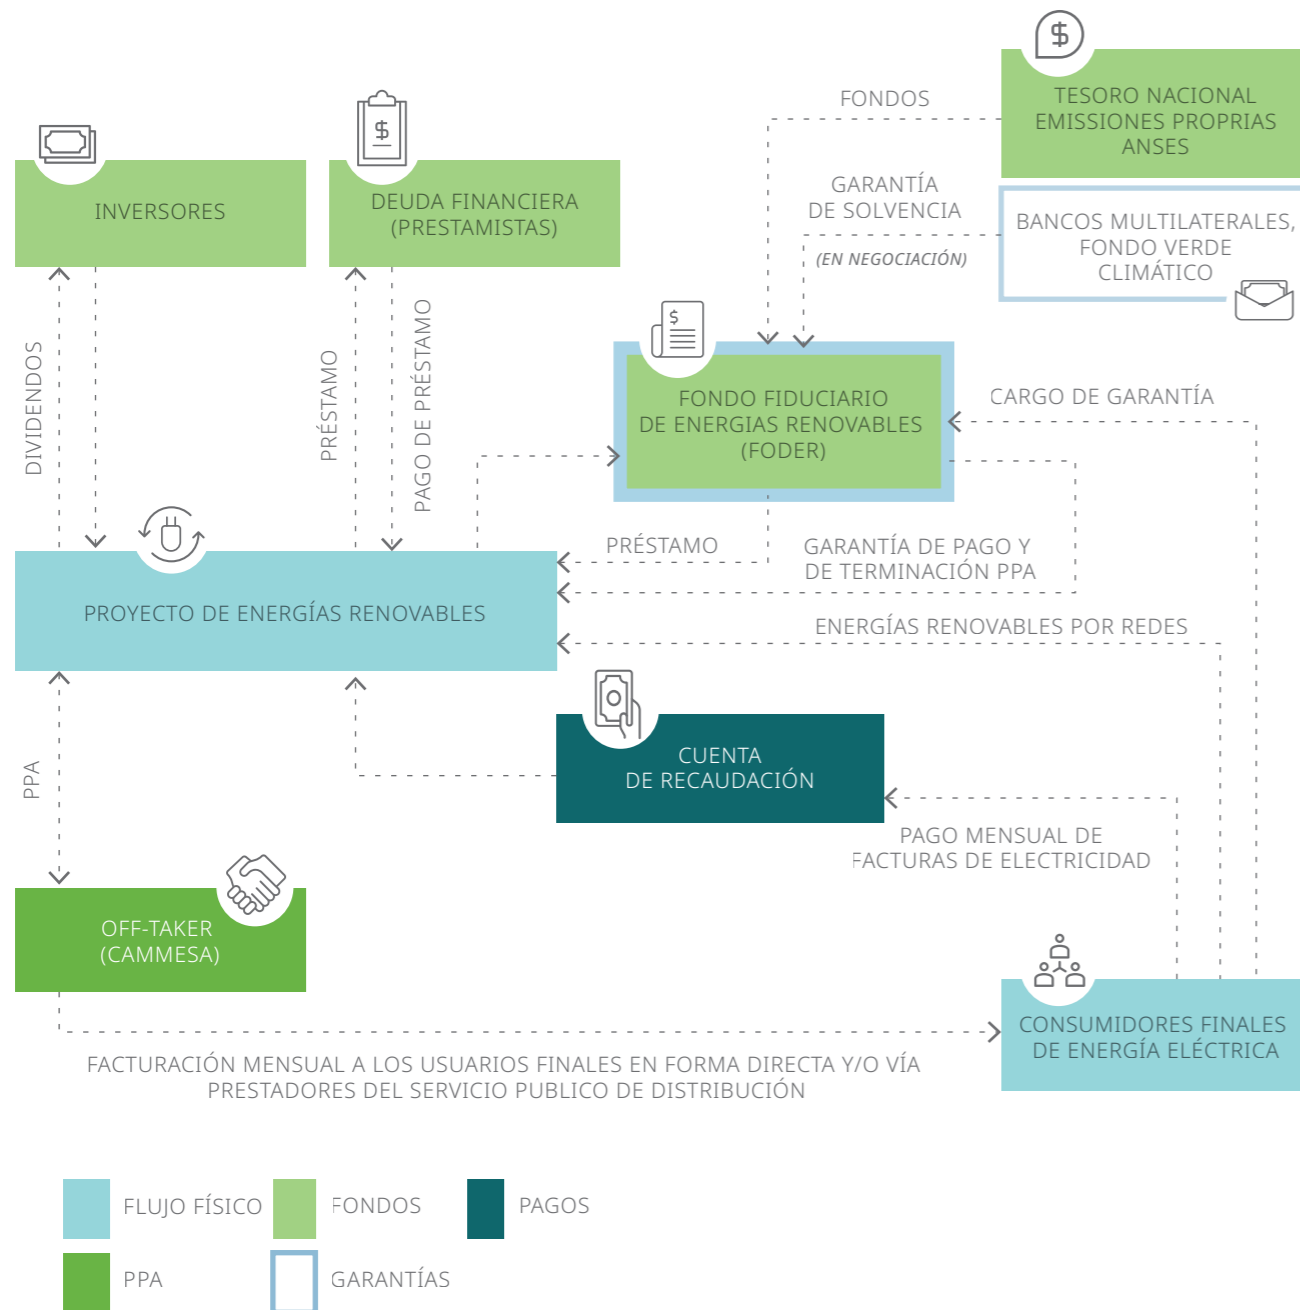 FONDOS
TESORO NACIONAL
EMISSIONES PROPRIAS
ANSES
INVERSORES
DEUDA FINANCIERA
(PRESTAMISTAS)
GARANTÍA
DE SOLVENCIA
(EN NEGOCIACIÓN)
BANCOS MULTILATERALES,
FONDO VERDE
CLIMÁTICO
DIVIDENDOS
PRÉSTAMO
PAGO DE PRÉSTAMO
FONDO FIDUCIARIO
DE ENERGIAS RENOVABLES
(FODER)
CARGO DE GARANTÍA
PRÉSTAMO
GARANTÍA DE PAGO Y
DE TERMINACIÓN PPA
PROYECTO DE ENERGÍAS RENOVABLES
ENERGÍAS RENOVABLES POR REDES
PPA
CUENTA
DE RECAUDACIÓN
PAGO MENSUAL DE
FACTURAS DE ELECTRICIDAD
OFF-TAKER
(CAMMESA)
CONSUMIDORES FINALES
DE ENERGÍA ELÉCTRICA
FACTURACIÓN MENSUAL A LOS USUARIOS FINALES EN FORMA DIRECTA Y/O VÍA
PRESTADORES DEL SERVICIO PUBLICO DE DISTRIBUCIÓN
FLUJO FÍSICO
FONDOS
PAGOS
PPA
GARANTÍAS